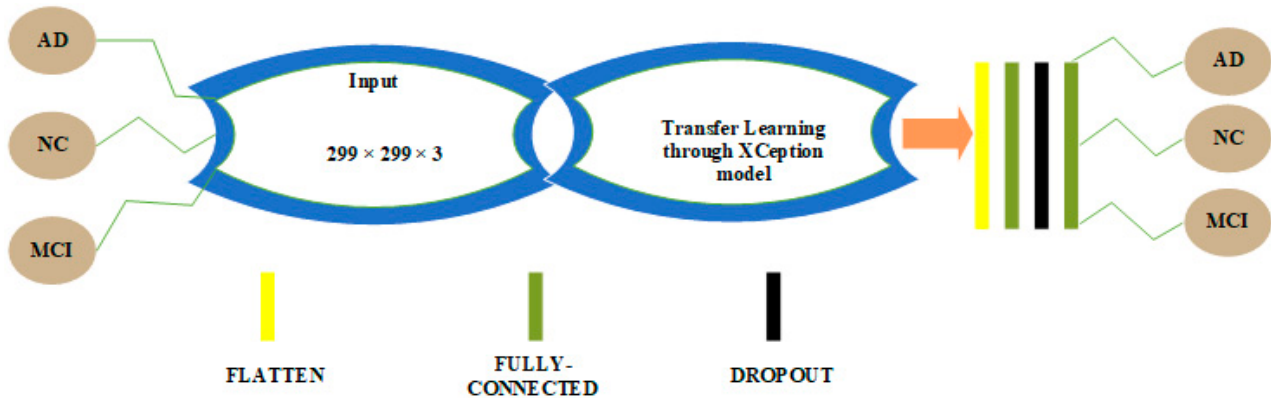 AD
NC
MCI
Input
299 × 299 × 3
Transfer Learning
through XCeption
model
AD
NC
MCI
FLATTEN
FULLY-
CONNECTED
DROPOUT